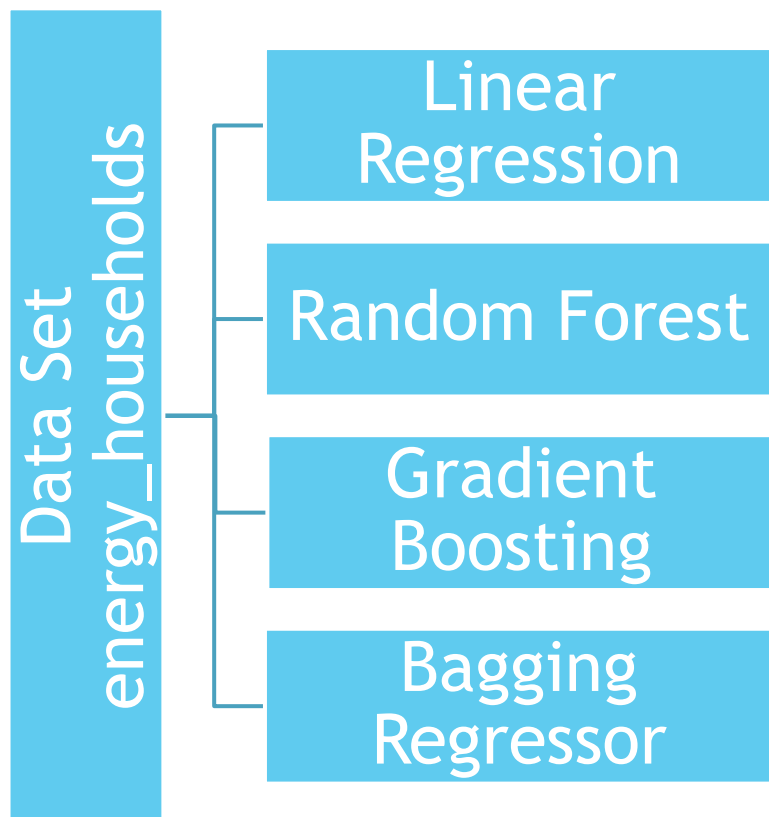 Data Set
energy_households
Linear
Regression
Random Forest
Gradient
Boosting
Bagging
Regressor